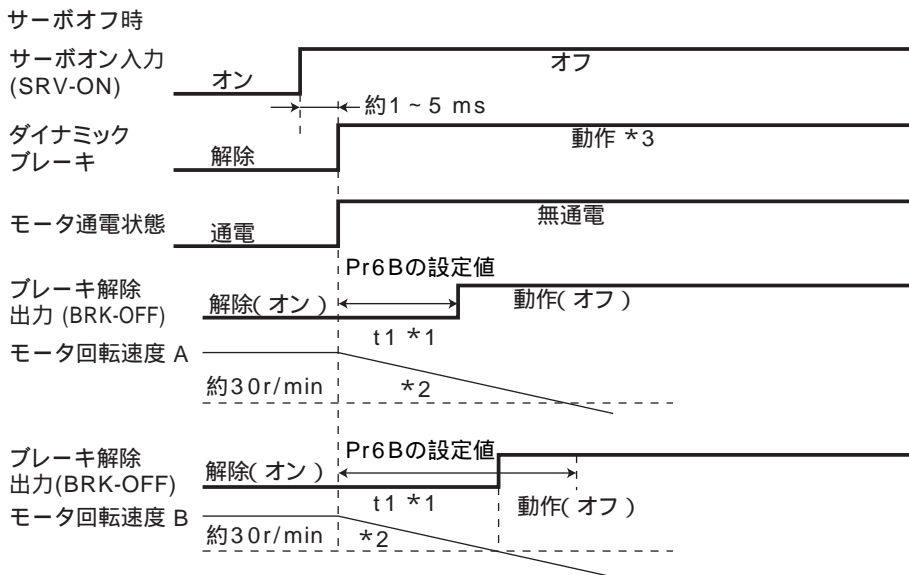 サーボオフ時
サーボオン入力
(SRV-ON)
オン
オフ
約1~5 ms
ダイナミック
ブレーキ
解除
動作 *3
モータ通電状態
通電
無通電
Pr6Bの設定値
ブレーキ解除
出力 (BRK-OFF)
解除(オン)
動作(オフ)
t1 *1
モータ回転速度 A
約30r/min
*2
Pr6Bの設定値
ブレーキ解除
出力(BRK-OFF)
解除(オン)
t1 *1
動作(オフ)
モータ回転速度 B
約30r/min
*2